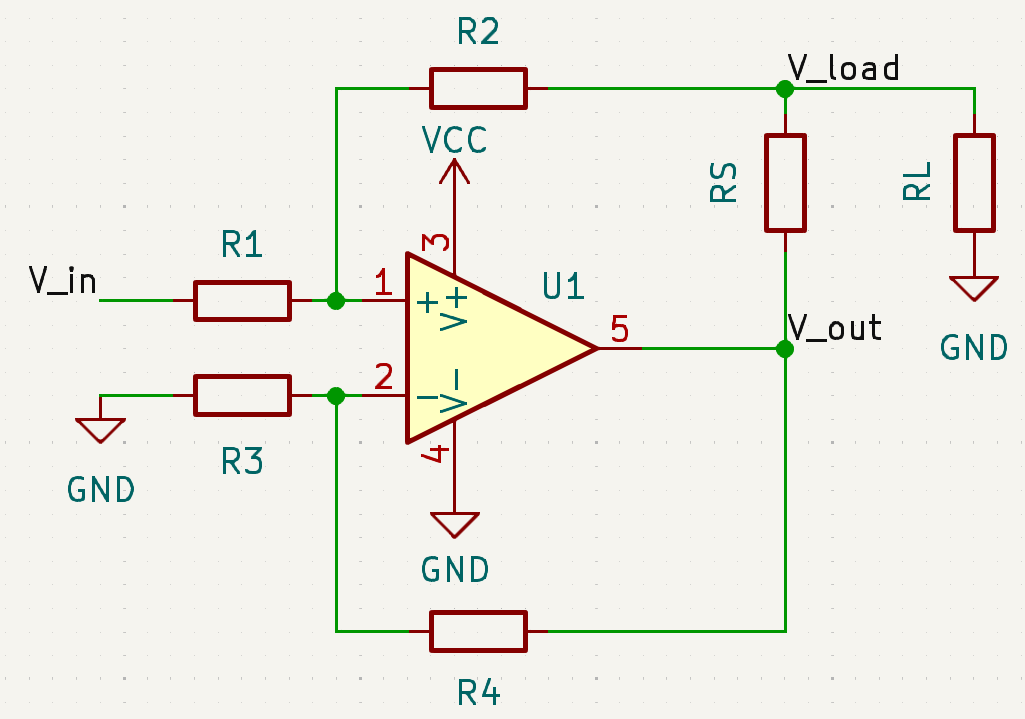 R2
V_load
VCC
RS
RL
R1
3
V_in
1
U1
+
V+
5
V_out
2
GND
-
V-
R3
4
GND
GND
R4